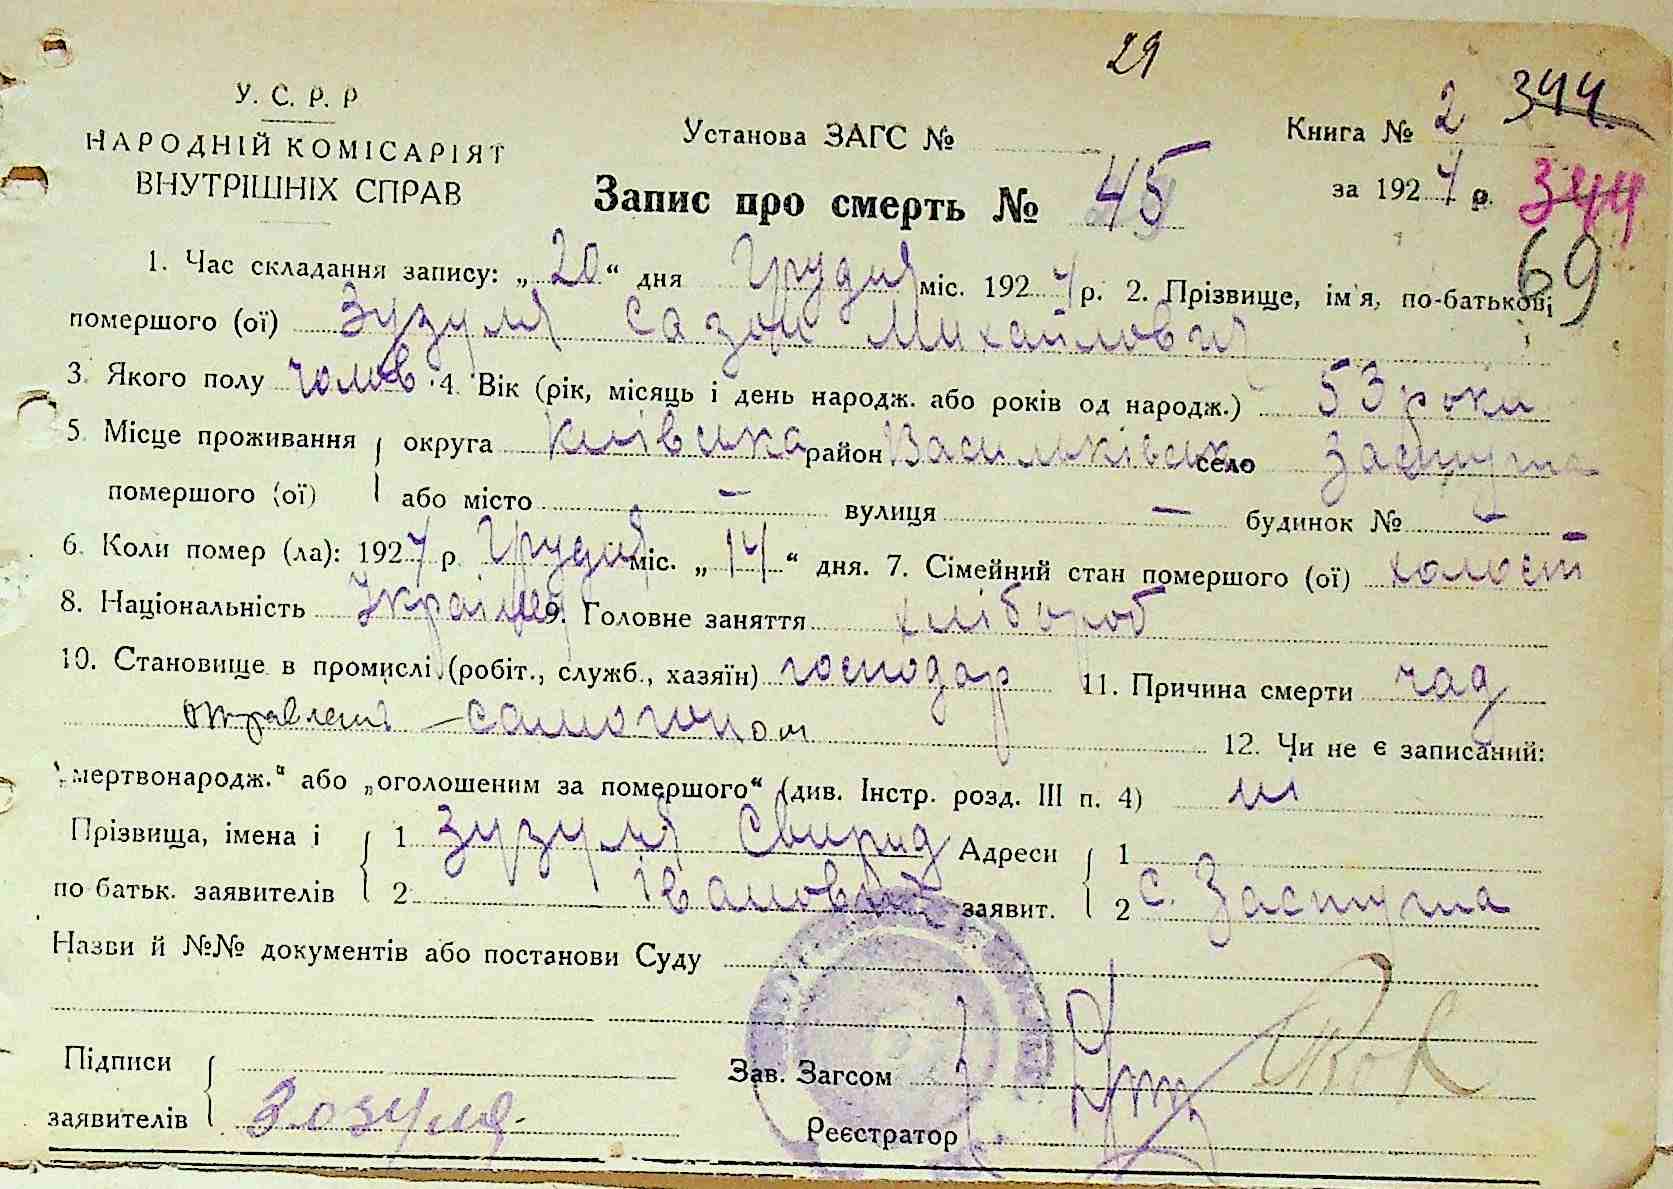 29
У. С. Р. Р
НАРОДНІЙ КОМІСАРІЯТ
ВНУТРІШНІХ СПРАВ
Установа ЗАГС №
Книга № 2 344
за 1927 р. 344
69
Запис про смерть № 45
1. Час складання запису: „20“ дня Грудня міс. 1927 р. 2. Прізвище, ім'я, по-батькові
помершого (ої) Зузуля Сазон Михайлович
3. Якого полу чолов 4. Вік (рік, місяць і день народж. або років од народж.) 53 роки
5. Місце проживання округа Київська район Васильківськ село Застугна
помершого (ої) або місто — вулиця — будинок № —
6. Коли помер (ла): 1927 р. Грудня міс. „14“ дня. 7. Сімейний стан помершого (ої) холост
8. Національність Україн 9. Головне заняття хлібороб
10. Становище в промислі (робіт., служб., хазяїн) господар 11. Причина смерти чад
отравленя – самогоном 12. Чи не є записаний:
„мертвонародж.“ або „оголошеним за помершого“ (див. Інстр. розд. III п. 4) ні
Прізвища, імена і 1 Зузуля Свирид Адреси 1
по батьк. заявителів 2 Іванович заявит. 2 с. Застугна
Назви й №№ документів або постанови Суду
Підписи
заявителів Зозуля
Зав. Загсом
Реєстратор